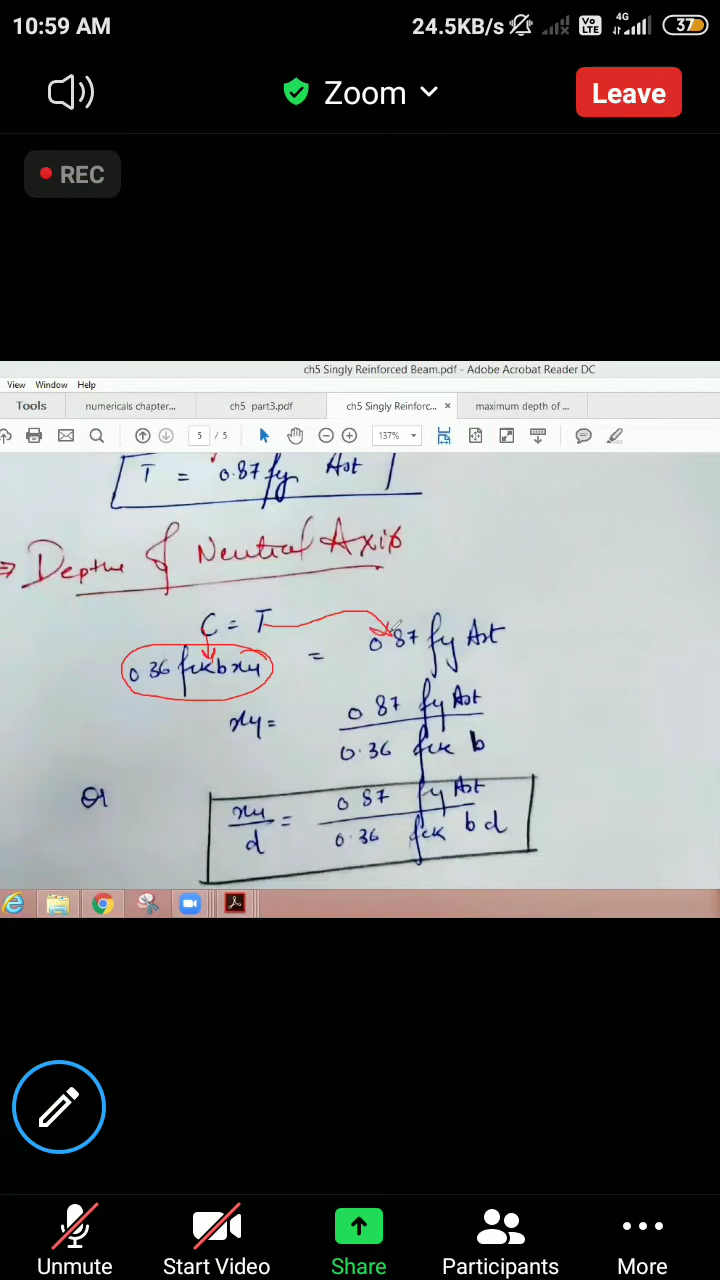 10:59 AM 24.5KB/s Vo LTE 4G 37
Zoom Leave
REC
ch5 Singly Reinforced Beam.pdf - Adobe Acrobat Reader DC
View Window Help
Tools numericals chapter... ch5 part3.pdf ch5 Singly Reinforc... × maximum depth of ...
5 / 5 137%
T = 0.87 fy Ast
⇒ Depth of Neutral Axis
C = T
0.36 fck b xu = 0.87 fy Ast
xu = 0.87 fy Ast / 0.36 fck b
or
xu / d = 0.87 fy Ast / 0.36 fck b d
Unmute Start Video Share Participants More